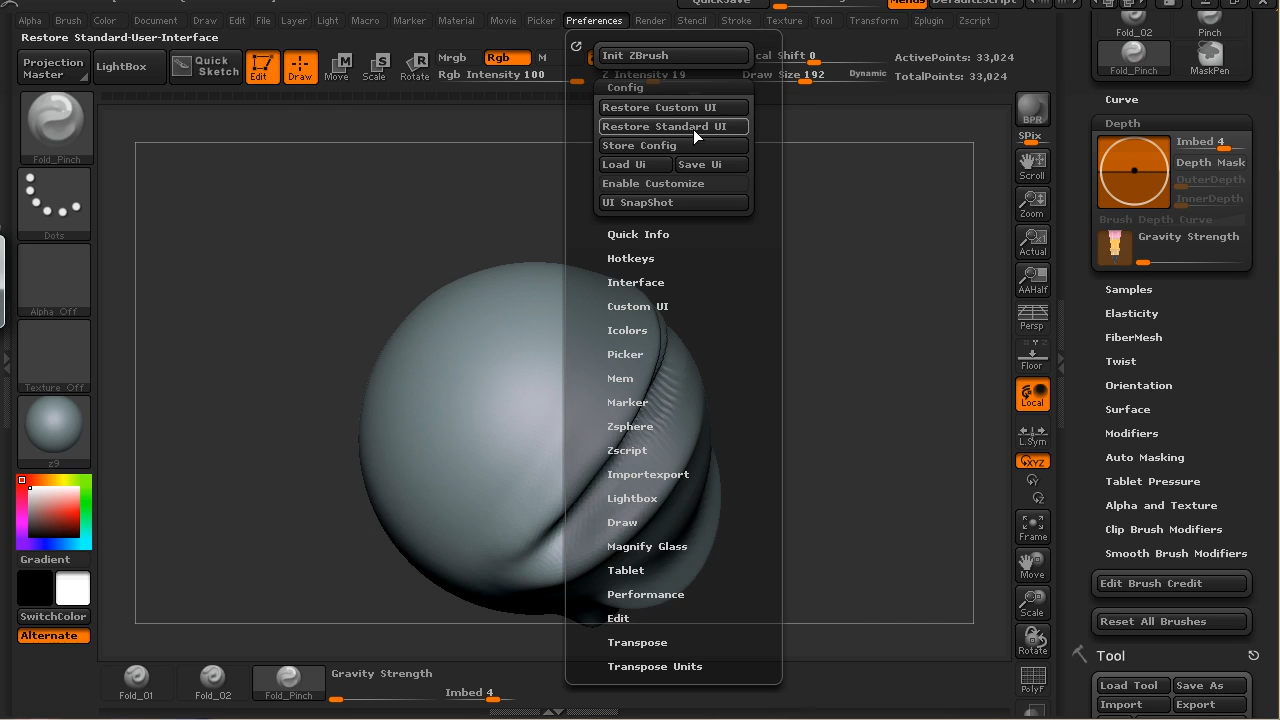 QuickSave Menus DefaultZScript
Alpha Brush Color Document Draw Edit File Layer Light Macro Marker Material Movie Picker Preferences Render Stencil Stroke Texture Tool Transform Zplugin Zscript
Restore Standard-User-Interface
Projection Master
LightBox
Quick Sketch
Edit Draw Move Scale Rotate
Mrgb Rgb M
Rgb Intensity 100
Z Intensity 19
cal Shift 0
Draw Size 192 Dynamic
ActivePoints: 33,024
TotalPoints: 33,024
Init ZBrush
Config
Restore Custom UI
Restore Standard UI
Store Config
Load Ui Save Ui
Enable Customize
UI SnapShot
Quick Info
Hotkeys
Interface
Custom UI
Icolors
Picker
Mem
Marker
Zsphere
Zscript
Importexport
Lightbox
Draw
Magnify Glass
Tablet
Performance
Edit
Transpose
Transpose Units
Fold_Pinch
Dots
Alpha Off
Texture Off
z9
Gradient
SwitchColor
Alternate
Fold_01 Fold_02 Fold_Pinch
Gravity Strength
Imbed 4
BPR
SPix
Scroll
Zoom
Actual
AAHalf
Persp
Floor
Local
L.Sym
XYZ
Y
Z
Frame
Move
Scale
Rotate
PolyF
Fold_02 Pinch
Fold_Pinch MaskPen
Curve
Depth
Imbed 4
Depth Mask
OuterDepth
InnerDepth
Brush Depth Curve
Gravity Strength
Samples
Elasticity
FiberMesh
Twist
Orientation
Surface
Modifiers
Auto Masking
Tablet Pressure
Alpha and Texture
Clip Brush Modifiers
Smooth Brush Modifiers
Edit Brush Credit
Reset All Brushes
Tool
Load Tool Save As
Import Export